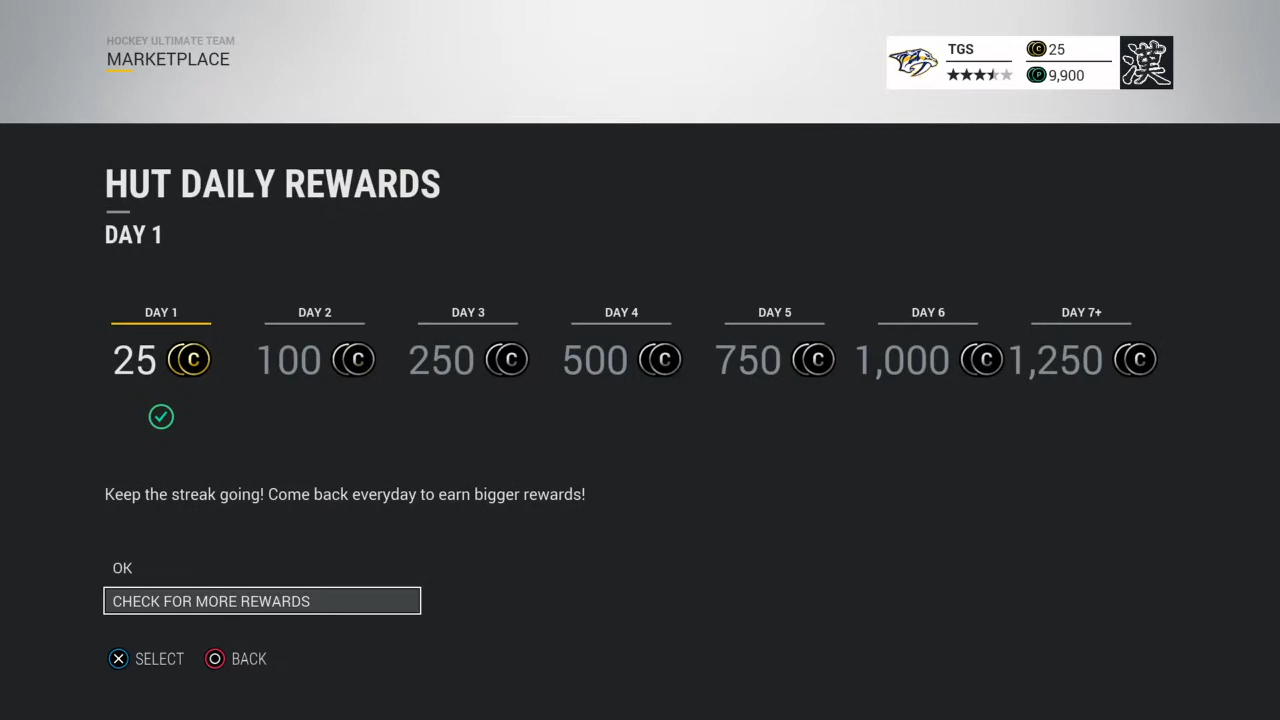 HOCKEY ULTIMATE TEAM
MARKETPLACE
TGS
C 25
P 9,900
漢
HUT DAILY REWARDS
DAY 1
DAY 1 DAY 2 DAY 3 DAY 4 DAY 5 DAY 6 DAY 7+
25 C 100 C 250 C 500 C 750 C 1,000 C 1,250 C
Keep the streak going! Come back everyday to earn bigger rewards!
OK
CHECK FOR MORE REWARDS
SELECT BACK